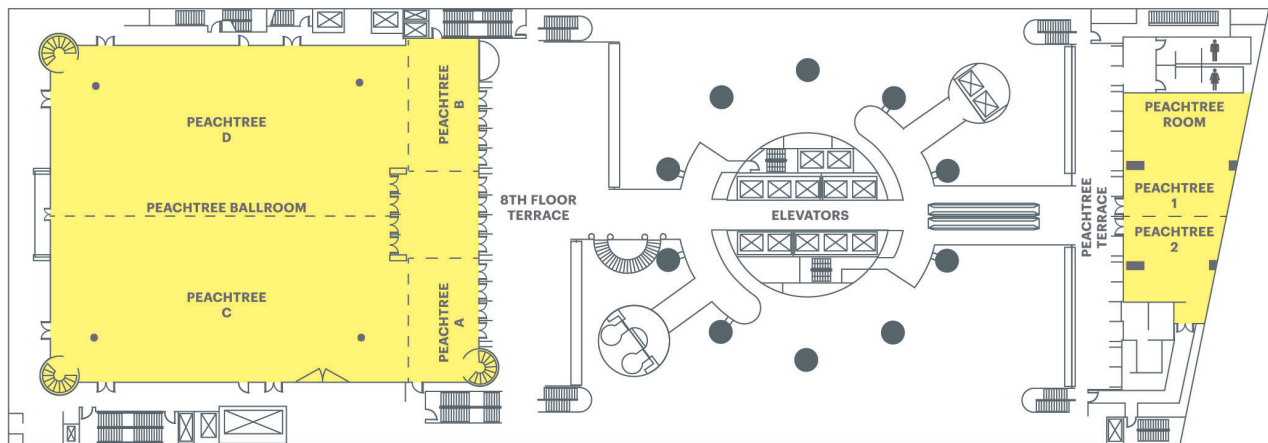 PEACHTREE
D
PEACHTREE
B
PEACHTREE BALLROOM
PEACHTREE
C
PEACHTREE
A
8TH FLOOR
TERRACE
ELEVATORS
PEACHTREE
TERRACE
PEACHTREE
ROOM
PEACHTREE
1
PEACHTREE
2